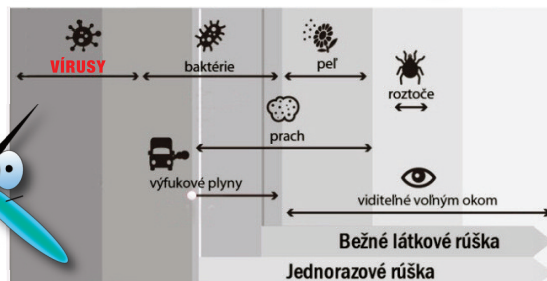 VÍRUSY
baktérie
peľ
roztoče
prach
výfukové plyny
viditeľné voľným okom
Bežné látkové rúška
Jednorazové rúška